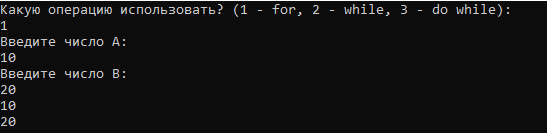 Какую операцию использовать? (1 - for, 2 - while, 3 - do while):
1
Введите число A:
10
Введите число B:
20
10
20